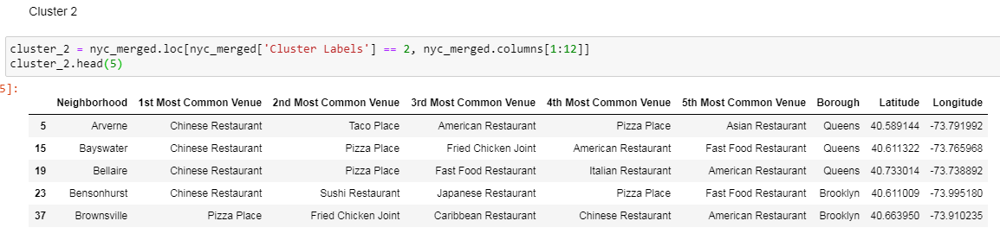 Cluster 2
cluster_2 = nyc_merged.loc[nyc_merged['Cluster Labels'] == 2, nyc_merged.columns[1:12]]
cluster_2.head(5)
5]:
Neighborhood 1st Most Common Venue 2nd Most Common Venue 3rd Most Common Venue 4th Most Common Venue 5th Most Common Venue Borough Latitude Longitude
5 Arverne Chinese Restaurant Taco Place American Restaurant Pizza Place Asian Restaurant Queens 40.589144 -73.791992
15 Bayswater Chinese Restaurant Pizza Place Fried Chicken Joint American Restaurant Fast Food Restaurant Queens 40.611322 -73.765968
19 Bellaire Chinese Restaurant Pizza Place Fast Food Restaurant Italian Restaurant American Restaurant Queens 40.733014 -73.738892
23 Bensonhurst Chinese Restaurant Sushi Restaurant Japanese Restaurant Pizza Place Fast Food Restaurant Brooklyn 40.611009 -73.995180
37 Brownsville Pizza Place Fried Chicken Joint Caribbean Restaurant Chinese Restaurant American Restaurant Brooklyn 40.663950 -73.910235